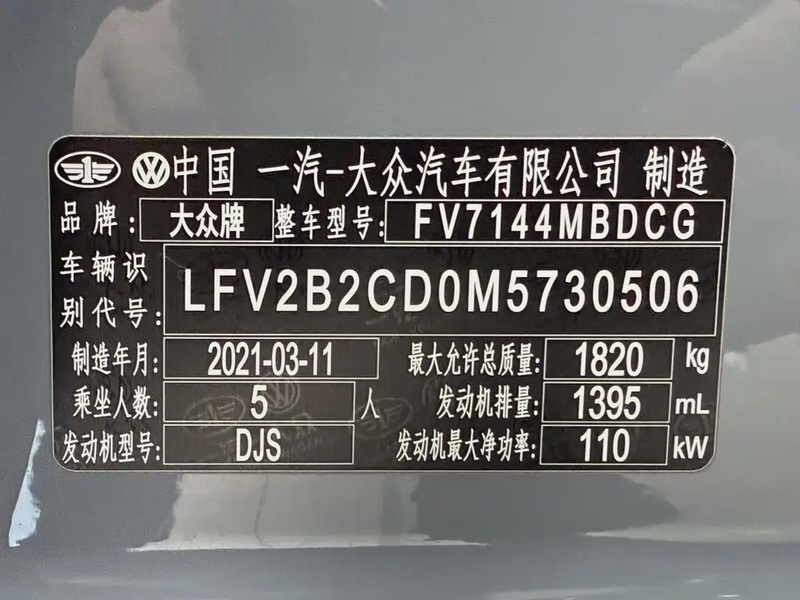 中国 一汽-大众汽车有限公司 制造
品牌: 大众牌 整车型号: FV7144MBDCG
车辆识别代号: LFV2B2CD0M5730506
制造年月: 2021-03-11 最大允许总质量: 1820 kg
乘坐人数: 5 人 发动机排量: 1395 mL
发动机型号: DJS 发动机最大净功率: 110 kW